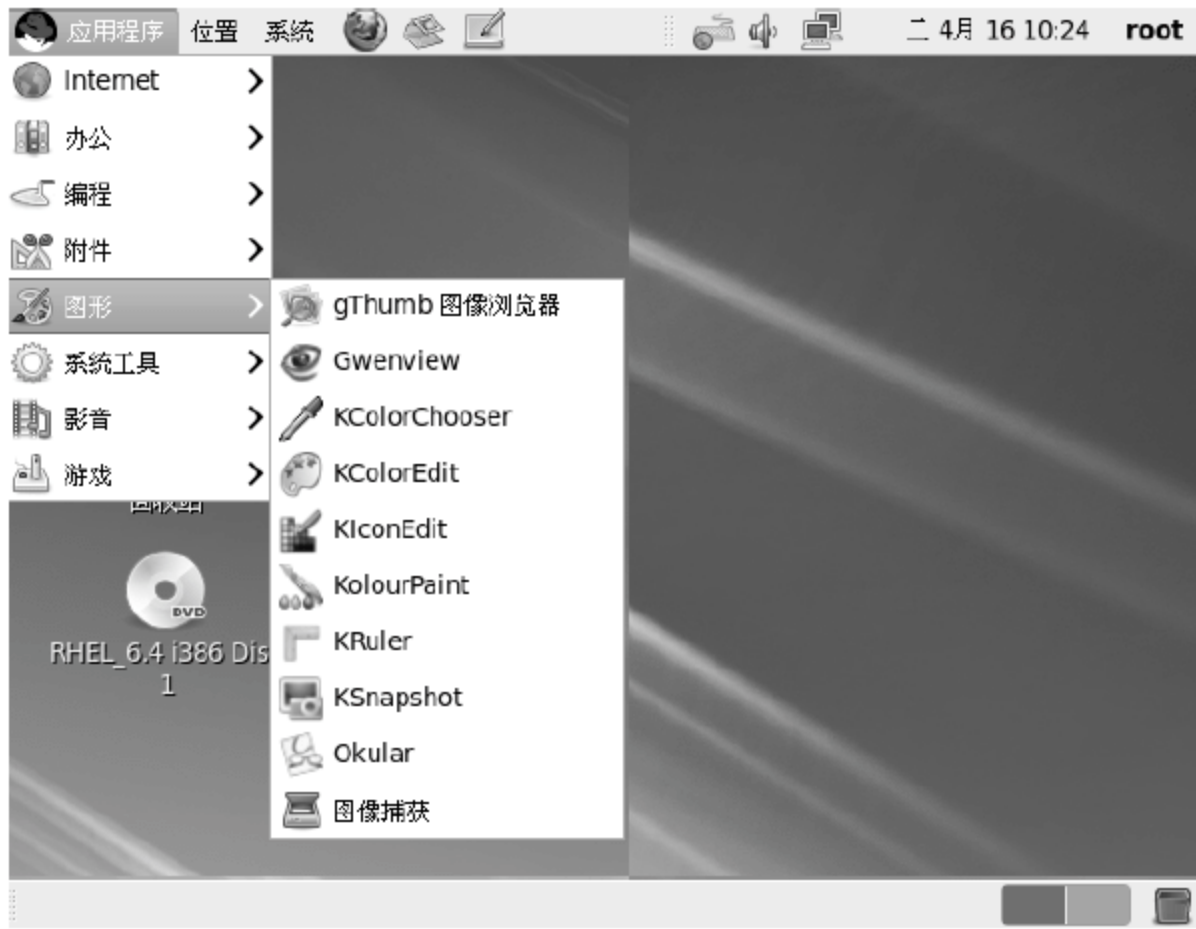 应用程序 位置 系统 二 4月 16 10:24 root
Internet
办公
编程
附件
图形
系统工具
影音
游戏
gThumb 图像浏览器
Gwenview
KColorChooser
KColorEdit
KIconEdit
KolourPaint
KRuler
KSnapshot
Okular
图像捕获
DVD
RHEL_6.4 i386 Dis
1